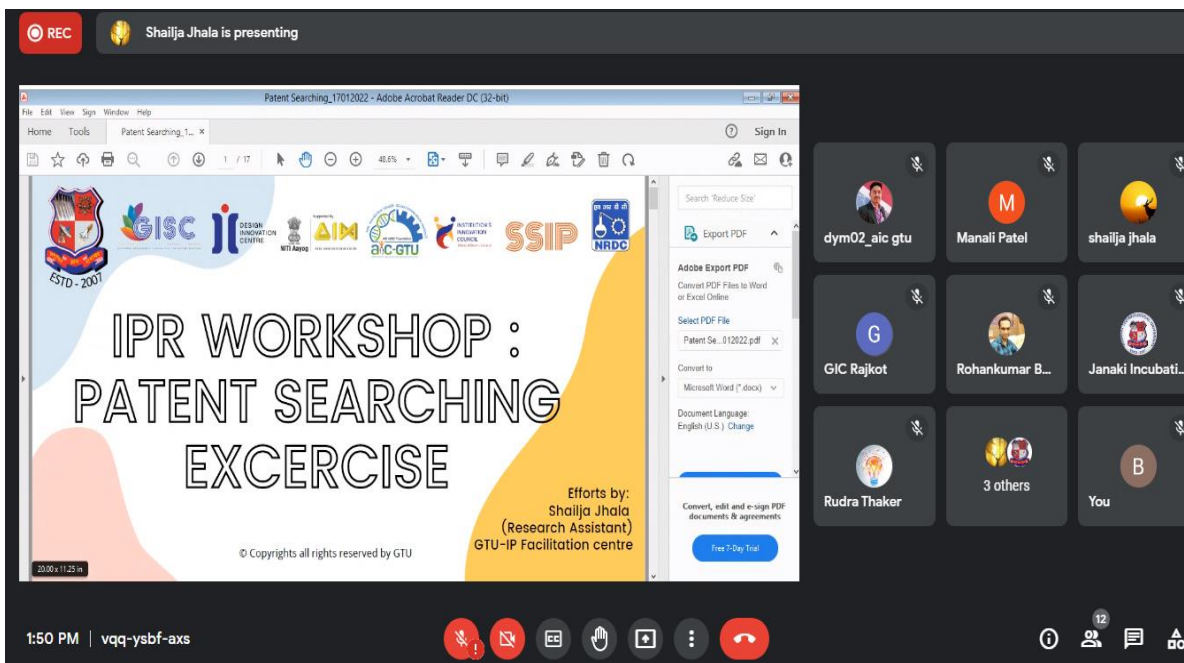 REC
Shailja Jhala is presenting
Patent Searching_17012022 - Adobe Acrobat Reader DC (32-bit)
File Edit View Sign Window Help
Home Tools Patent Searching_1... ×
Sign In
1 / 17
48.6%
ESTD - 2007
GISC
DESIGN
INNOVATION
CENTRE
NITI Aayog
AIM
aic-GTU
INSTITUTION'S
INNOVATION
COUNCIL
SSIP
एन आर डी सी
NRDC
IPR WORKSHOP :
PATENT SEARCHING
EXCERCISE
Efforts by:
Shailja Jhala
(Research Assistant)
GTU-IP Facilitation centre
© Copyrights all rights reserved by GTU
20.00 x 11.25 in
Search 'Reduce Size'
Export PDF
Adobe Export PDF
Convert PDF Files to Word
or Excel Online
Select PDF File
Patent Se...012022.pdf
Convert to
Microsoft Word (*.docx)
Document Language:
English (U.S.) Change
Convert, edit and e-sign PDF
documents & agreements
Free 7-Day Trial
dym02_aic gtu
M
Manali Patel
shailja jhala
G
GIC Rajkot
Rohankumar B...
Janaki Incubati...
Rudra Thaker
3 others
B
You
1:50 PM | vqq-ysbf-axs
CC
12